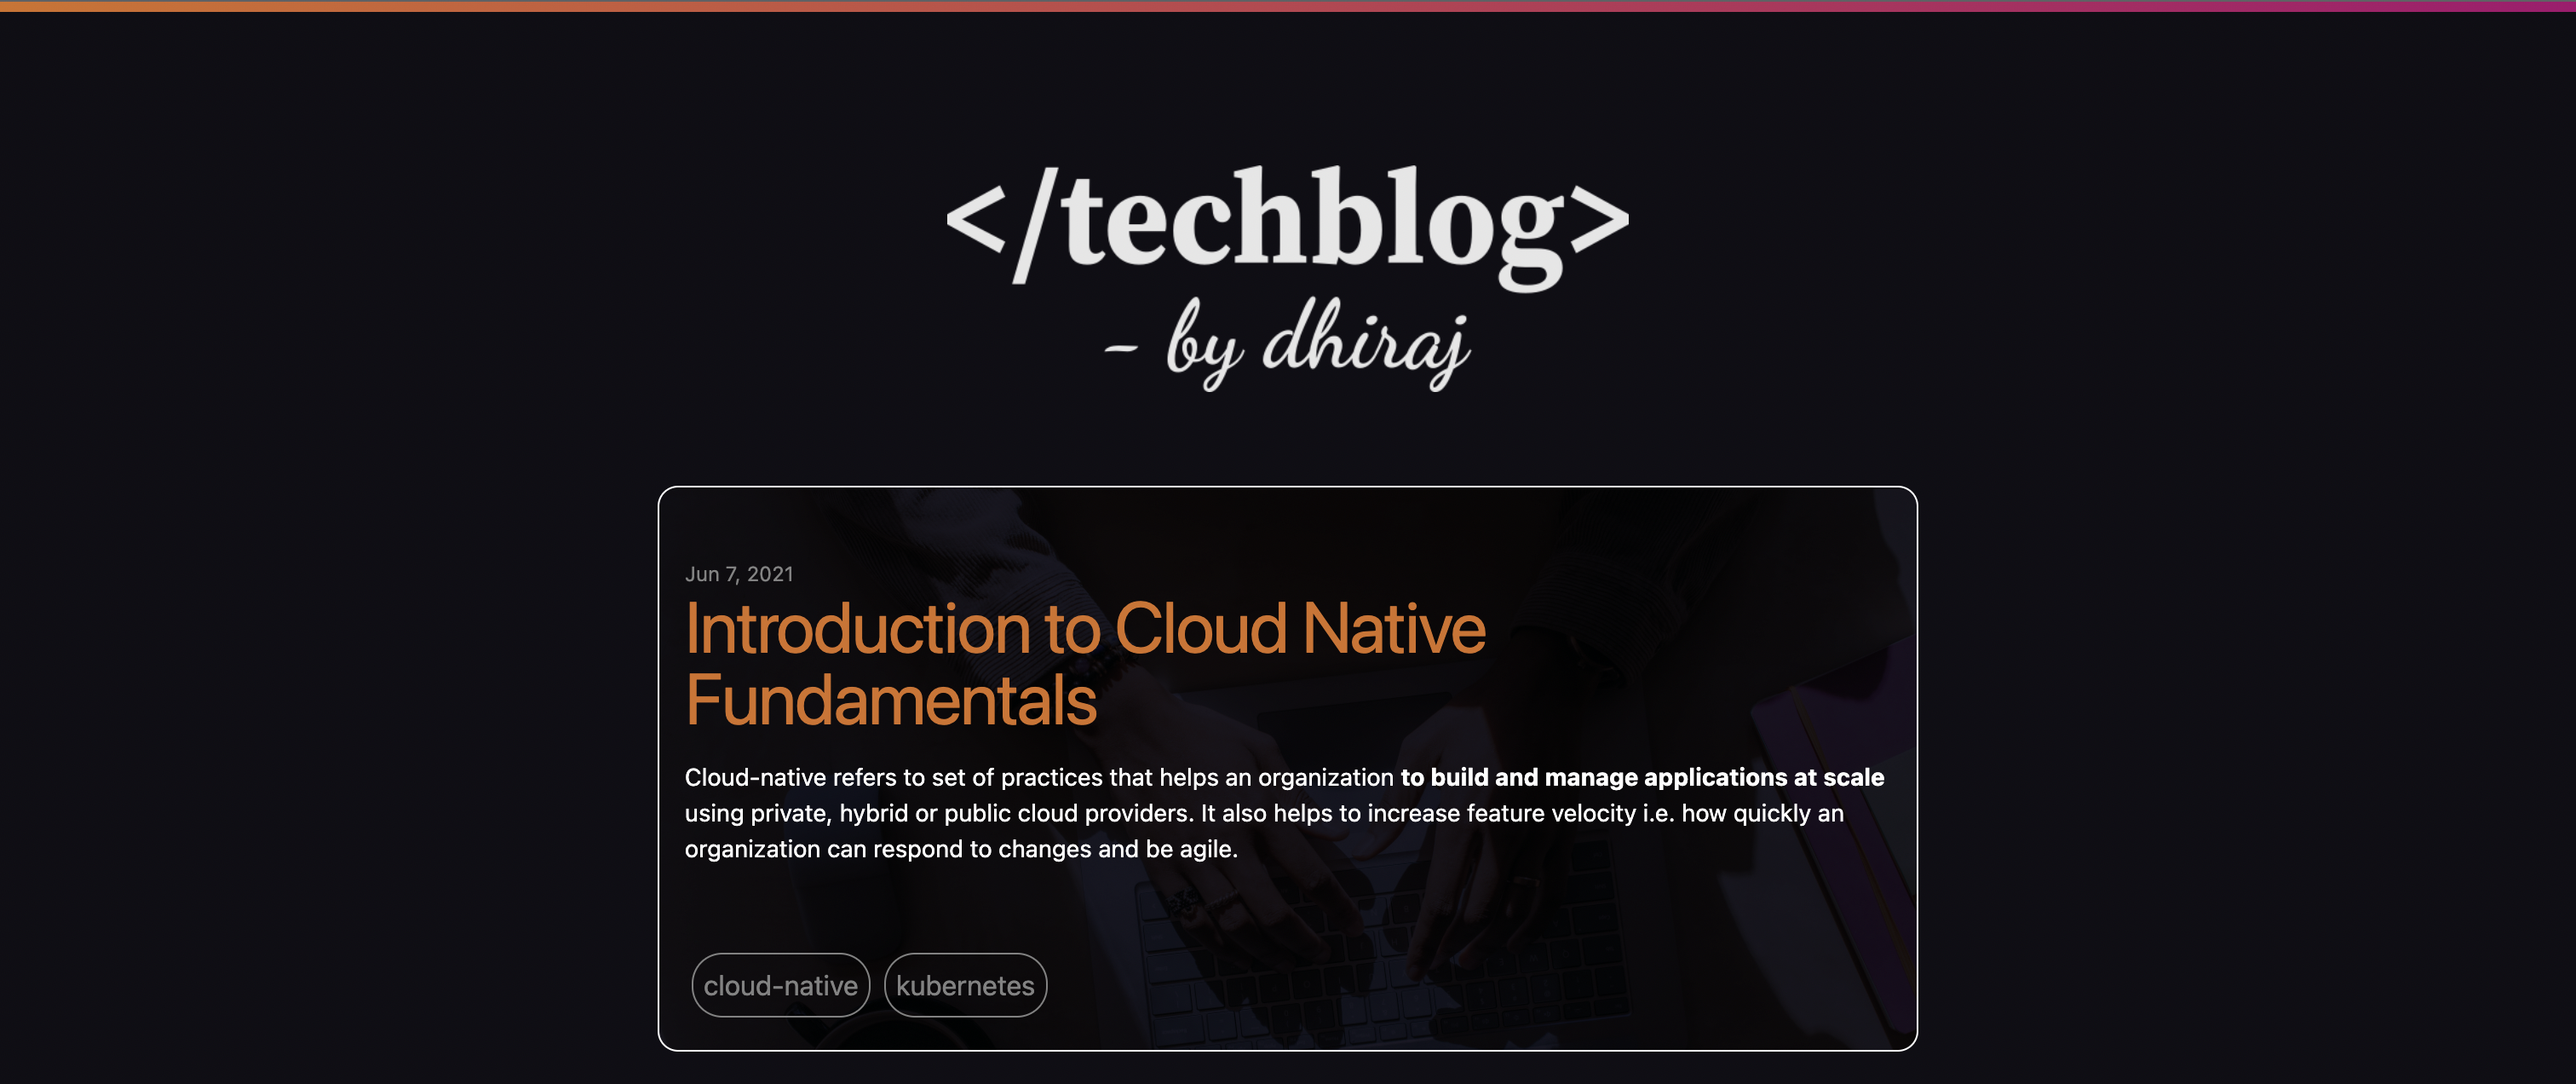 </techblog>
- by dhiraj
Jun 7, 2021
Introduction to Cloud Native
Fundamentals
Cloud-native refers to set of practices that helps an organization to build and manage applications at scale
using private, hybrid or public cloud providers. It also helps to increase feature velocity i.e. how quickly an
organization can respond to changes and be agile.
cloud-native kubernetes